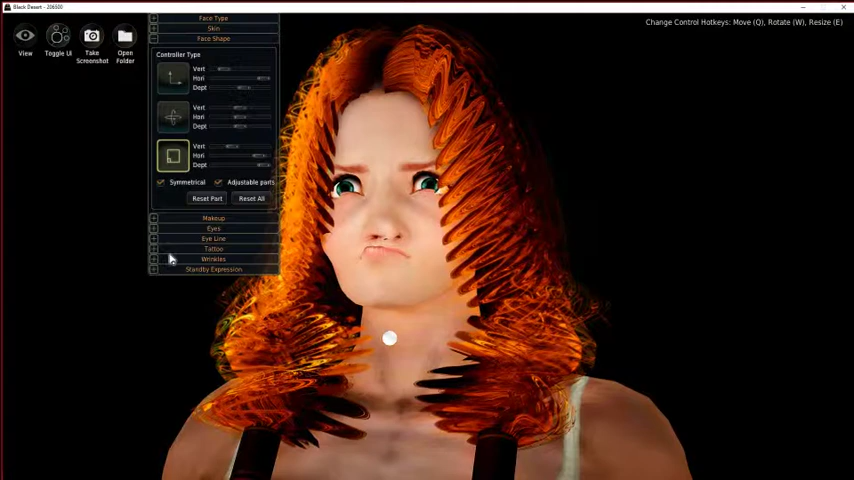 Black Desert - 206500
Face Type
Skin
Face Shape
Change Control Hotkeys: Move (Q), Rotate (W), Resize (E)
View
Toggle UI
Take Screenshot
Open Folder
Controller Type
Vert
Hori
Dept
Vert
Hori
Dept
Vert
Hori
Dept
Symmetrical
Adjustable parts
Reset Part
Reset All
Makeup
Eyes
Eye Line
Tattoo
Wrinkles
Standby Expression